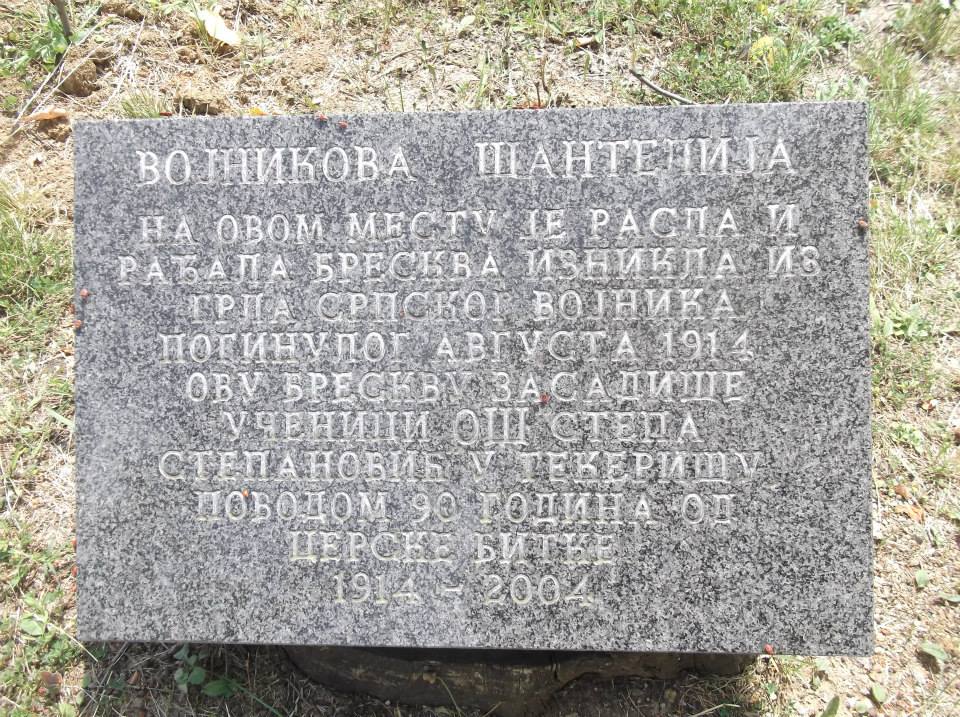 ВОЈНИКОВА ШАНТЕЛИЈА
НА ОВОМ МЕСТУ ЈЕ РАСЛА И
РАЂАЛА БРЕСКВА ИЗНИКЛА ИЗ
ГРЛА СРПСКОГ ВОЈНИКА
ПОГИНУЛОГ АВГУСТА 1914
ОВУ БРЕСКВУ ЗАСАДИШЕ
УЧЕНИЦИ ОШ СТЕПА
СТЕПАНОВИЋ У ТЕКЕРИШУ
ПОВОДОМ 90 ГОДИНА ОД
ЦЕРСКЕ БИТКЕ
1914 - 2004